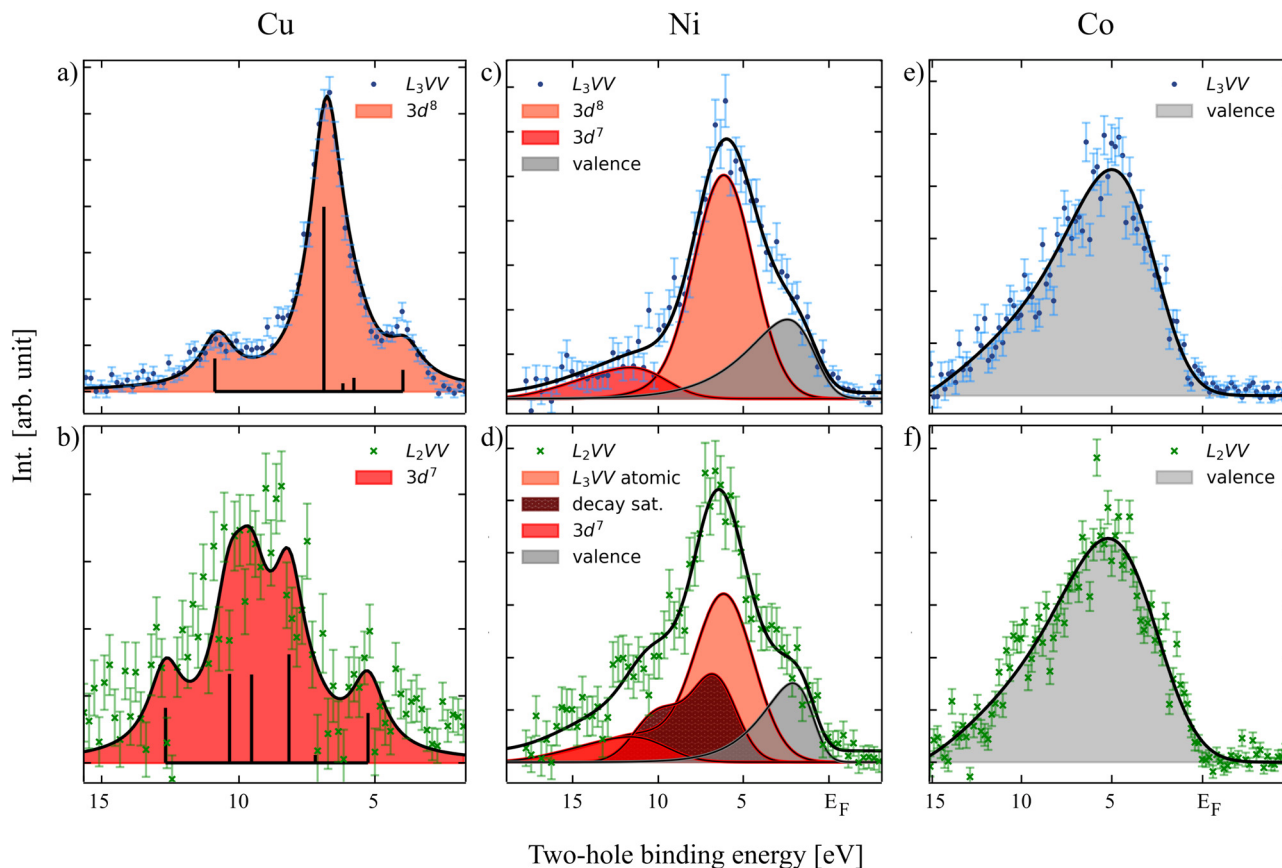 Cu
Ni
Co
a)
L₃VV
3d⁸
c)
L₃VV
3d⁸
3d⁷
valence
e)
L₃VV
valence
Int. [arb. unit]
b)
L₂VV
3d⁷
15
10
5
d)
L₂VV
L₃VV atomic
decay sat.
3d⁷
valence
15
10
5
E_F
f)
L₂VV
valence
15
10
5
E_F
Two-hole binding energy [eV]